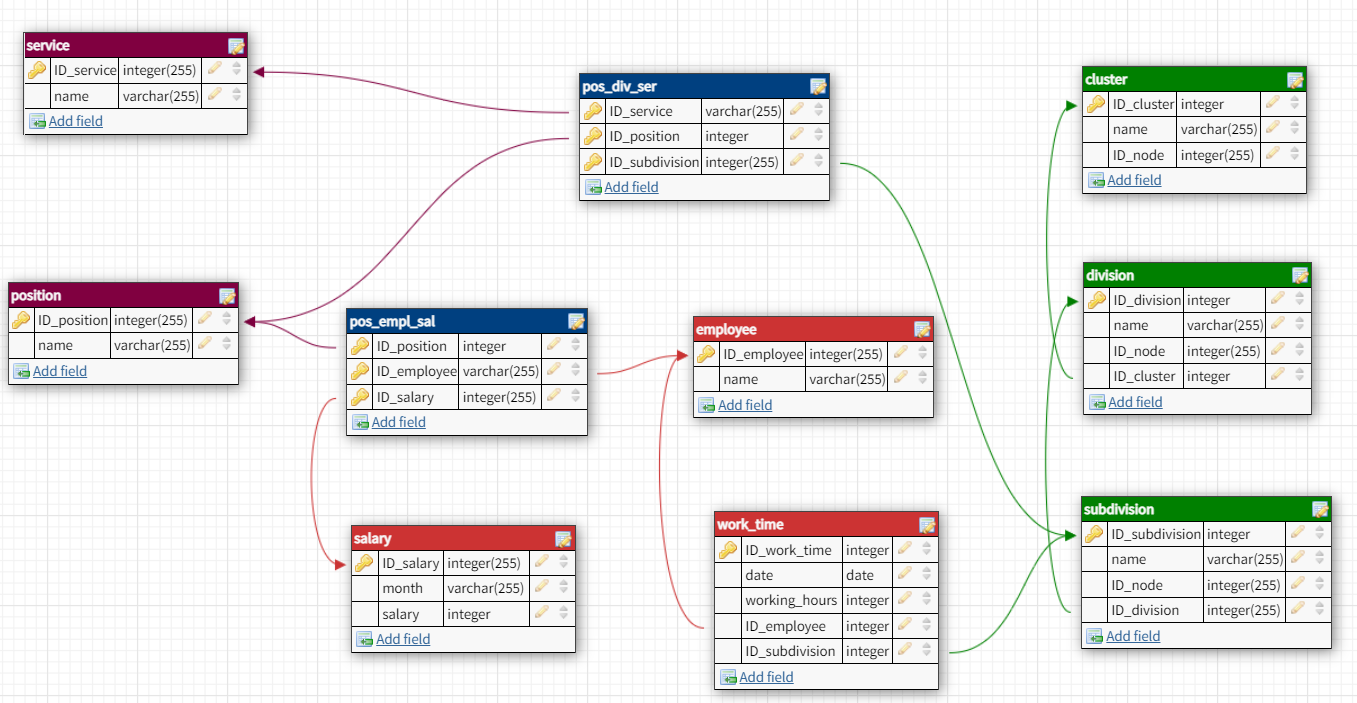 service
ID_service integer(255)
name varchar(255)
Add field
pos_div_ser
ID_service varchar(255)
ID_position integer
ID_subdivision integer(255)
Add field
cluster
ID_cluster integer
name varchar(255)
ID_node integer(255)
Add field
position
ID_position integer(255)
name varchar(255)
Add field
pos_empl_sal
ID_position integer
ID_employee varchar(255)
ID_salary integer(255)
Add field
employee
ID_employee integer(255)
name varchar(255)
Add field
division
ID_division integer
name varchar(255)
ID_node integer(255)
ID_cluster integer
Add field
salary
ID_salary integer(255)
month varchar(255)
salary integer
Add field
work_time
ID_work_time integer
date date
working_hours integer
ID_employee integer
ID_subdivision integer
Add field
subdivision
ID_subdivision integer
name varchar(255)
ID_node integer(255)
ID_division integer(255)
Add field